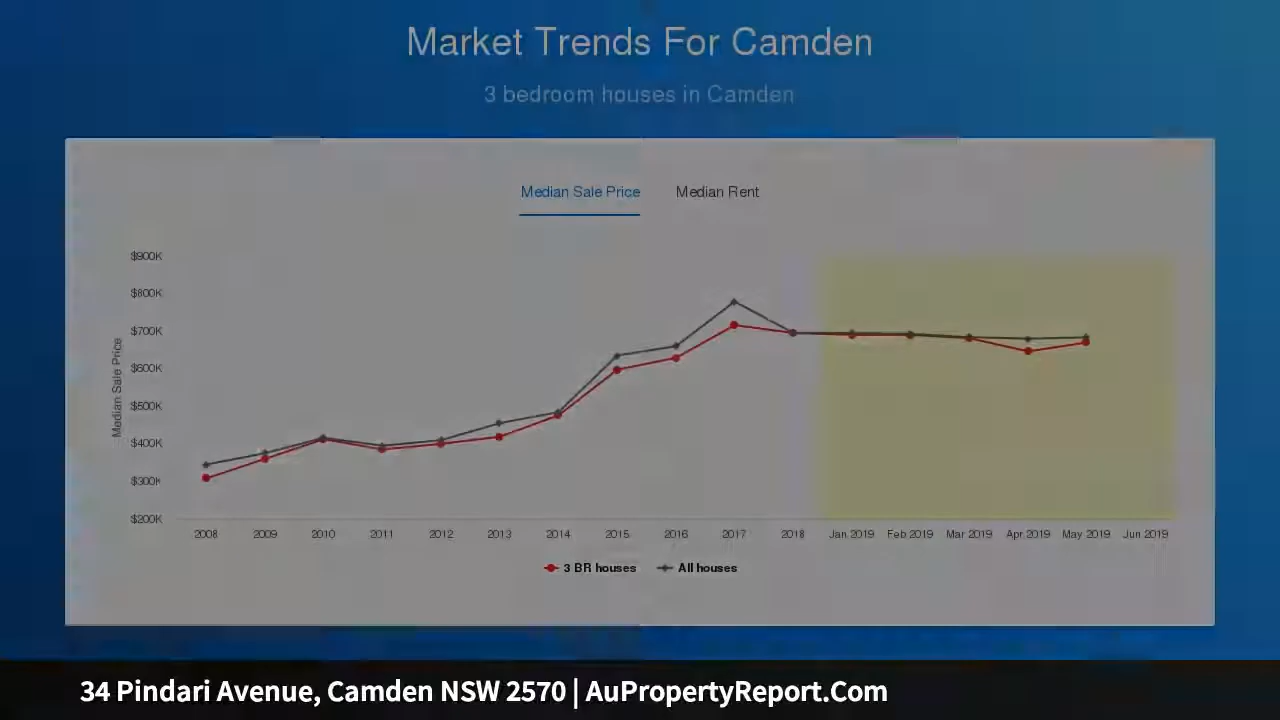 Market Trends For Camden
3 bedroom houses in Camden
Median Sale Price Median Rent
$900K
$800K
$700K
$600K
$500K
$400K
$300K
$200K
Median Sale Price
2008 2009 2010 2011 2012 2013 2014 2015 2016 2017 2018 Jan 2019 Feb 2019 Mar 2019 Apr 2019 May 2019 Jun 2019
3 BR houses All houses
34 Pindari Avenue, Camden NSW 2570 | AuPropertyReport.Com